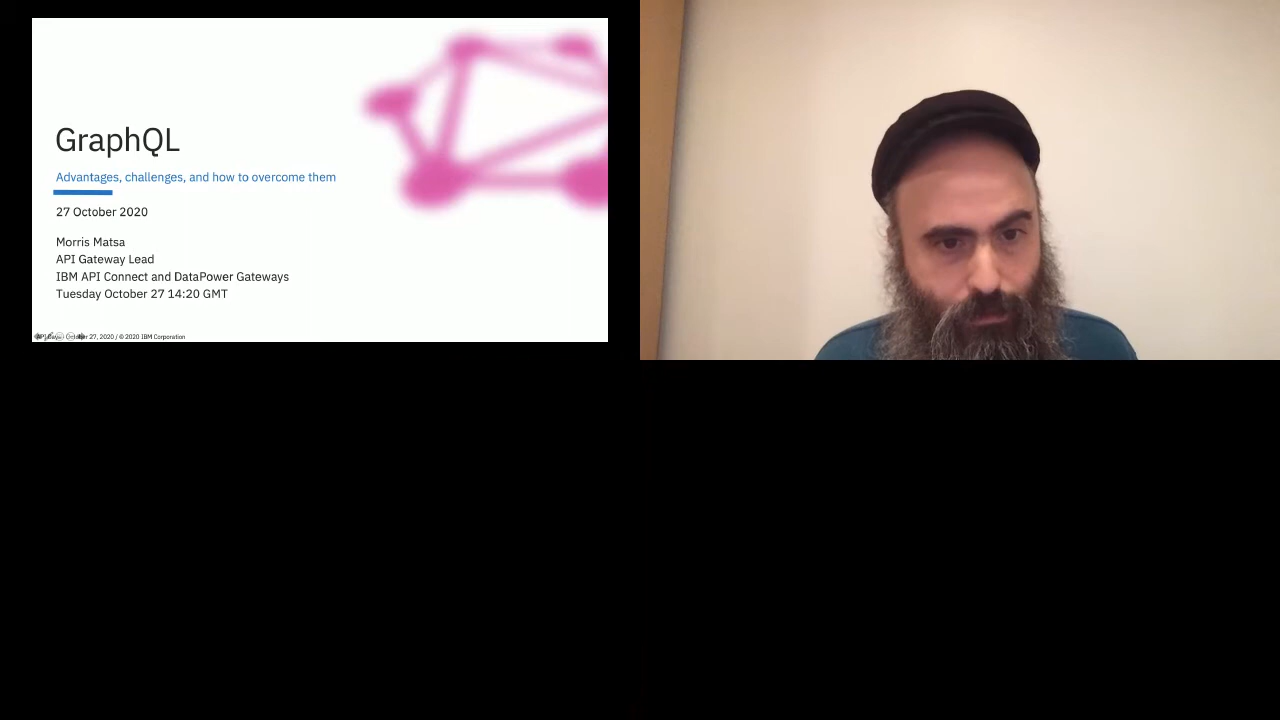 GraphQL
Advantages, challenges, and how to overcome them
27 October 2020
Morris Matsa
API Gateway Lead
IBM API Connect and DataPower Gateways
Tuesday October 27 14:20 GMT
27, 2020 / © 2020 IBM Corporation